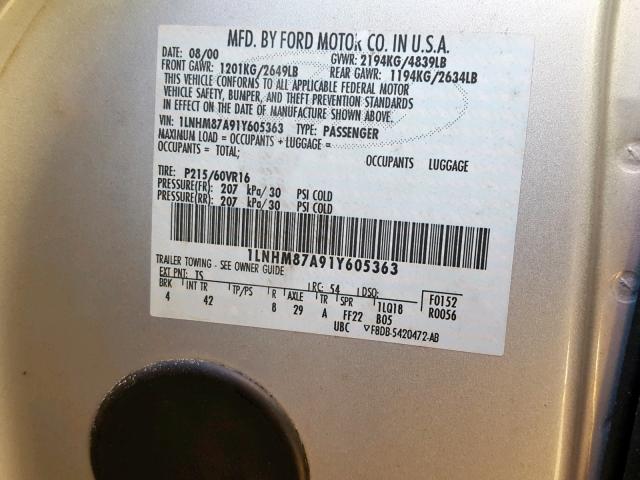 MFD. BY FORD MOTOR CO. IN U.S.A.
DATE: 08/00 GVWR: 2194KG/4839LB
FRONT GAWR: 1201KG/2649LB REAR GAWR: 1194KG/2634LB
THIS VEHICLE CONFORMS TO ALL APPLICABLE FEDERAL MOTOR
VEHICLE SAFETY, BUMPER, AND THEFT PREVENTION STANDARDS
IN EFFECT ON THE DATE OF MANUFACTURE SHOWN ABOVE.
VIN: 1LNHM87A91Y605363 TYPE: PASSENGER
MAXIMUM LOAD = OCCUPANTS + LUGGAGE =
OCCUPANTS = TOTAL; OCCUPANTS LUGGAGE
TIRE: P215/60VR16
PRESSURE(FR): 207 kPa/30 PSI COLD
PRESSURE(RR): 207 kPa/30 PSI COLD
1LNHM87A91Y605363
TRAILER TOWING - SEE OWNER GUIDE
EXT PNT: TS RC: 54 DSO: F0152
BRK INT TR TP/PS R AXLE TR SPR 1LQ18 R0056
4 42 8 29 A FF22 B05
UBC ▽F8DB-5420472-AB